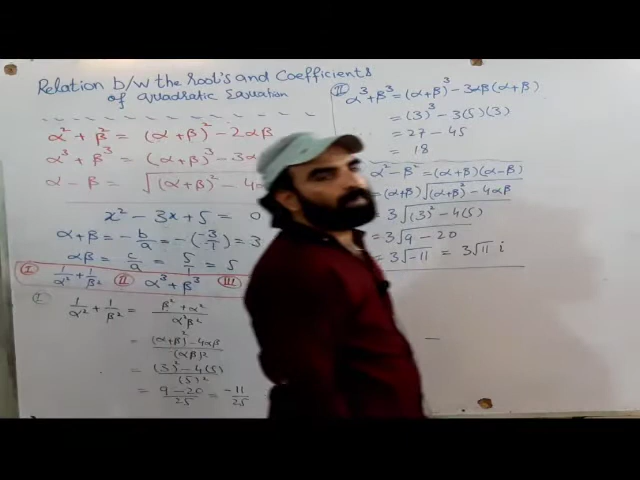 Relation b/w the root's and Coefficients
of Quadratic Equation
α² + β² = (α+β)² - 2αβ
α³ + β³ = (α+β)³ - 3α
α - β = √(α+β)² - 4α
x² - 3x + 5 = 0
α + β = -b/a = -(-3/1) = 3
αβ = c/a = 5/1 = 5
Ⅰ 1/α² + 1/β² Ⅱ α³ + β³ Ⅲ
Ⅰ 1/α² + 1/β² = β² + α² / α²β²
= (α+β)² - 4αβ / (αβ)²
= (3)² - 4(5) / (5)²
= 9 - 20 / 25 = -11/25
Ⅱ α³ + β³ = (α+β)³ - 3αβ(α+β)
= (3)³ - 3(5)(3)
= 27 - 45
= 18
α² - β² = (α+β)(α-β)
= (α+β)√(α+β)² - 4αβ
3√(3)² - 4(5)
= 3√9 - 20
= 3√-11 = 3√11 i